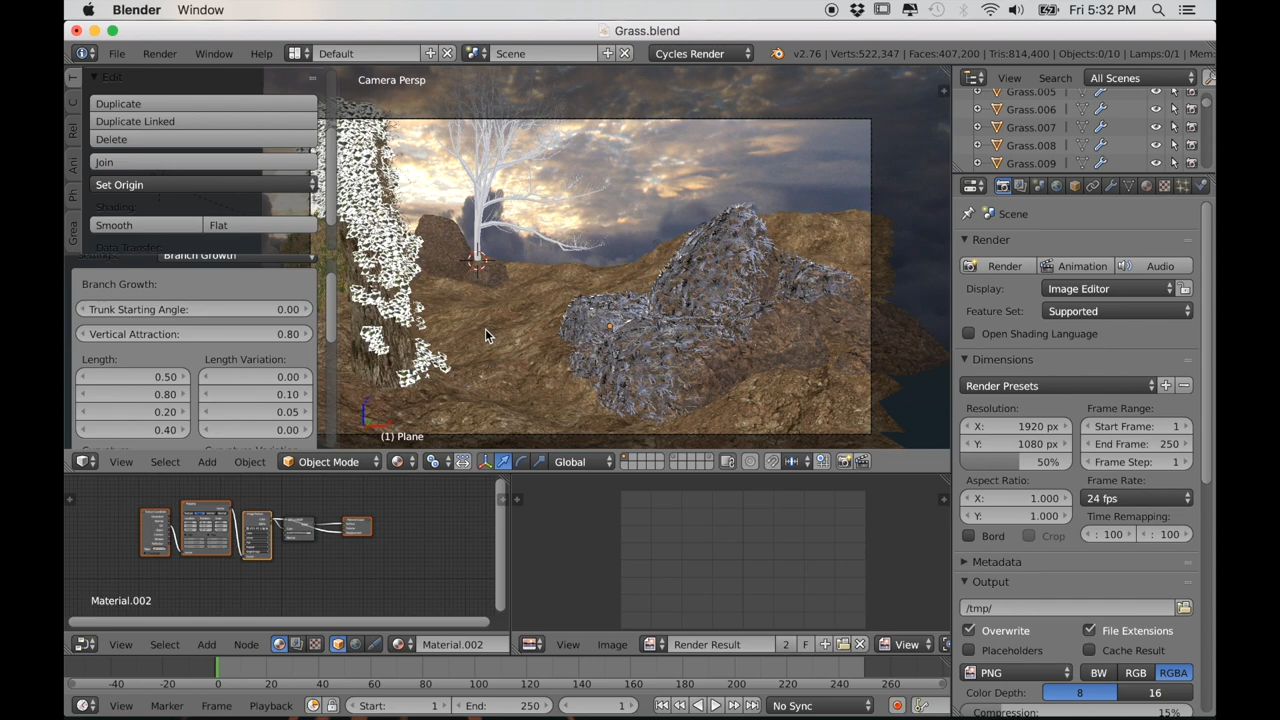 Blender Window Fri 5:32 PM
Grass.blend
File Render Window Help Default Scene Cycles Render v2.76 | Verts:522,347 | Faces:407,200 | Tris:814,400 | Objects:0/10 | Lamps:0/1 | Mem:
Edit
Duplicate
Duplicate Linked
Delete
Join
Set Origin
Shading:
Smooth Flat
Data Transfer:
T
C
Rel
Ani
Ph
Grea
Branch Growth
Branch Growth:
Trunk Starting Angle: 0.00
Vertical Attraction: 0.80
Length: Length Variation:
0.50 0.00
0.80 0.10
0.20 0.05
0.40 0.00
Camera Persp
(1) Plane
View Select Add Object Object Mode Global
View Search All Scenes
Grass.005
Grass.006
Grass.007
Grass.008
Grass.009
Scene
Render
Render Animation Audio
Display: Image Editor
Feature Set: Supported
Open Shading Language
Dimensions
Render Presets
Resolution: Frame Range:
X: 1920 px Start Frame: 1
Y: 1080 px End Frame: 250
50% Frame Step: 1
Aspect Ratio: Frame Rate:
X: 1.000 24 fps
Y: 1.000 Time Remapping:
Bord Crop : 100 : 100
Metadata
Output
/tmp/
Overwrite File Extensions
Placeholders Cache Result
PNG BW RGB RGBA
Color Depth: 8 16
Compression: 15%
Material.002
View Select Add Node Material.002
View Image Render Result 2 F View
-40 -20 0 20 40 60 80 100 120 140 160 180 200 220 240 260
View Marker Frame Playback Start: 1 End: 250 1 No Sync